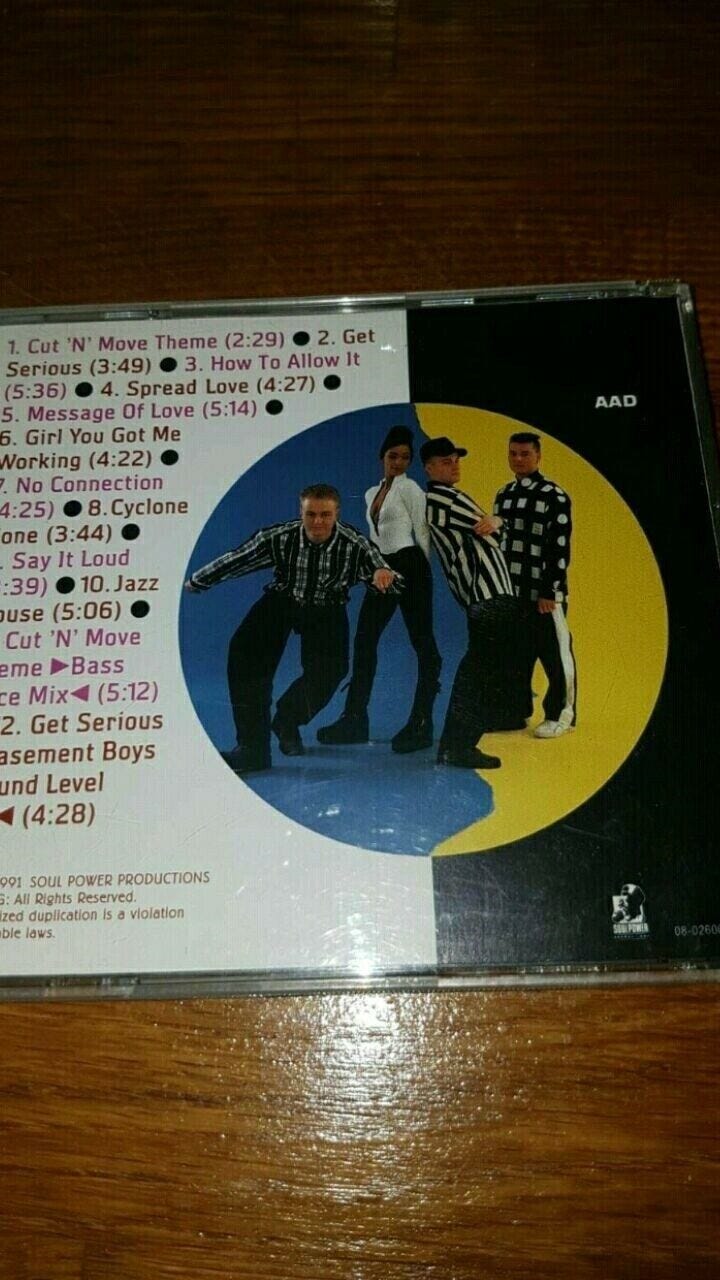 1. Cut 'N' Move Theme (2:29) ● 2. Get
Serious (3:49) ● 3. How To Allow It
(5:36) ● 4. Spread Love (4:27) ●
5. Message Of Love (5:14) ●
6. Girl You Got Me
Working (4:22) ●
7. No Connection
4:25) ● 8.Cyclone
one (3:44) ●
. Say It Loud
:39) ● 10.Jazz
ouse (5:06) ●
Cut 'N' Move
eme ▶Bass
ce Mix◀ (5:12)
2. Get Serious
asement Boys
und Level
◀ (4:28)
991 SOUL POWER PRODUCTIONS
G: All Rights Reserved.
ized duplication is a violation
ble laws.
AAD
SOULPOWER
08-0260